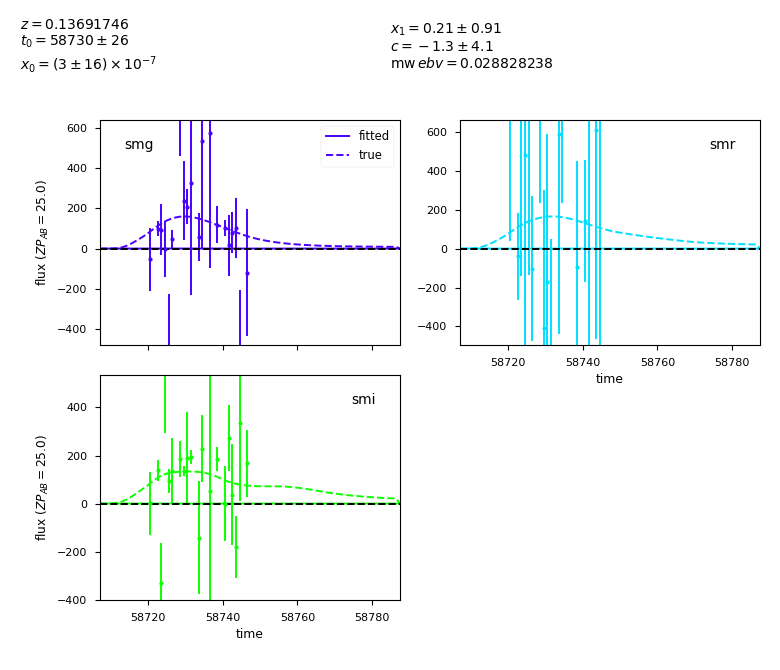 z = 0.13691746
t₀ = 58730 ± 26
x₀ = (3 ± 16) × 10⁻⁷
x₁ = 0.21 ± 0.91
c = −1.3 ± 4.1
mw ebv = 0.028828238
smg
fitted
true
600
400
200
0
−200
−400
flux (ZP_AB = 25.0)
smr
600
400
200
0
−200
−400
58720 58740 58760 58780
time
smi
400
200
0
−200
−400
flux (ZP_AB = 25.0)
58720 58740 58760 58780
time